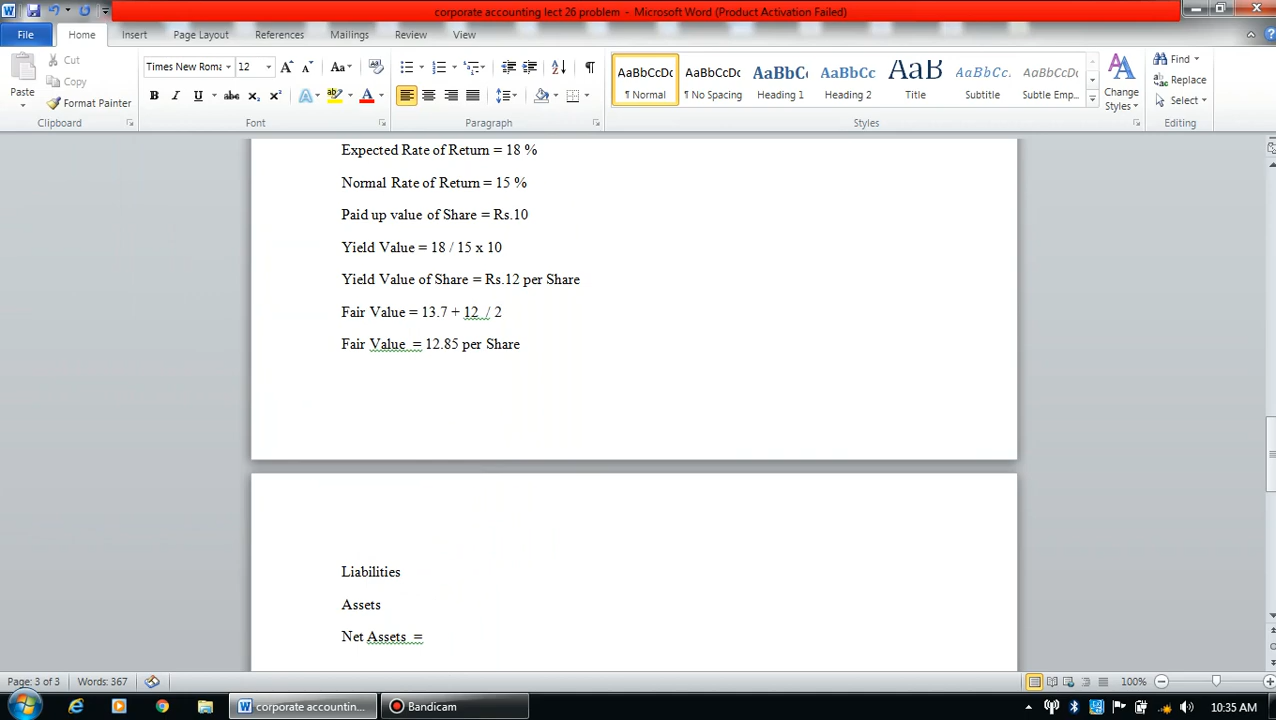 corporate accounting lect 26 problem - Microsoft Word (Product Activation Failed)
File Home Insert Page Layout References Mailings Review View
Cut
Copy
Format Painter
Paste
Clipboard
Times New Roma 12
Font
Paragraph
AaBbCcDc AaBbCcDc AaBbCc AaBbCc AaB AaBbCcL AaBbCcDc
¶ Normal ¶ No Spacing Heading 1 Heading 2 Title Subtitle Subtle Emp...
Change Styles
Styles
Find
Replace
Select
Editing
Expected Rate of Return = 18 %
Normal Rate of Return = 15 %
Paid up value of Share = Rs.10
Yield Value = 18 / 15 x 10
Yield Value of Share = Rs.12 per Share
Fair Value = 13.7 + 12 / 2
Fair Value = 12.85 per Share
Liabilities
Assets
Net Assets =
Page: 3 of 3 Words: 367 100%
corporate accountin... Bandicam 10:35 AM